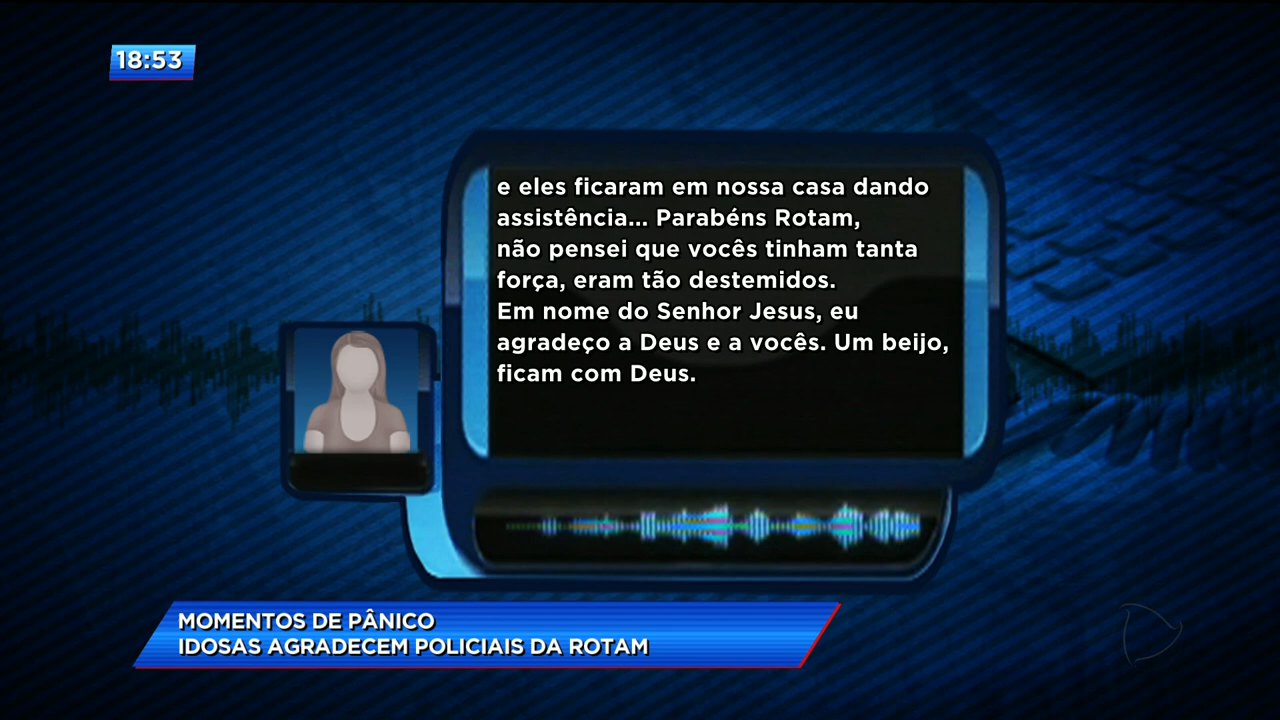 18:53
e eles ficaram em nossa casa dando
assistência... Parabéns Rotam,
não pensei que vocês tinham tanta
força, eram tão destemidos.
Em nome do Senhor Jesus, eu
agradeço a Deus e a vocês. Um beijo,
ficam com Deus.
MOMENTOS DE PÂNICO
IDOSAS AGRADECEM POLICIAIS DA ROTAM